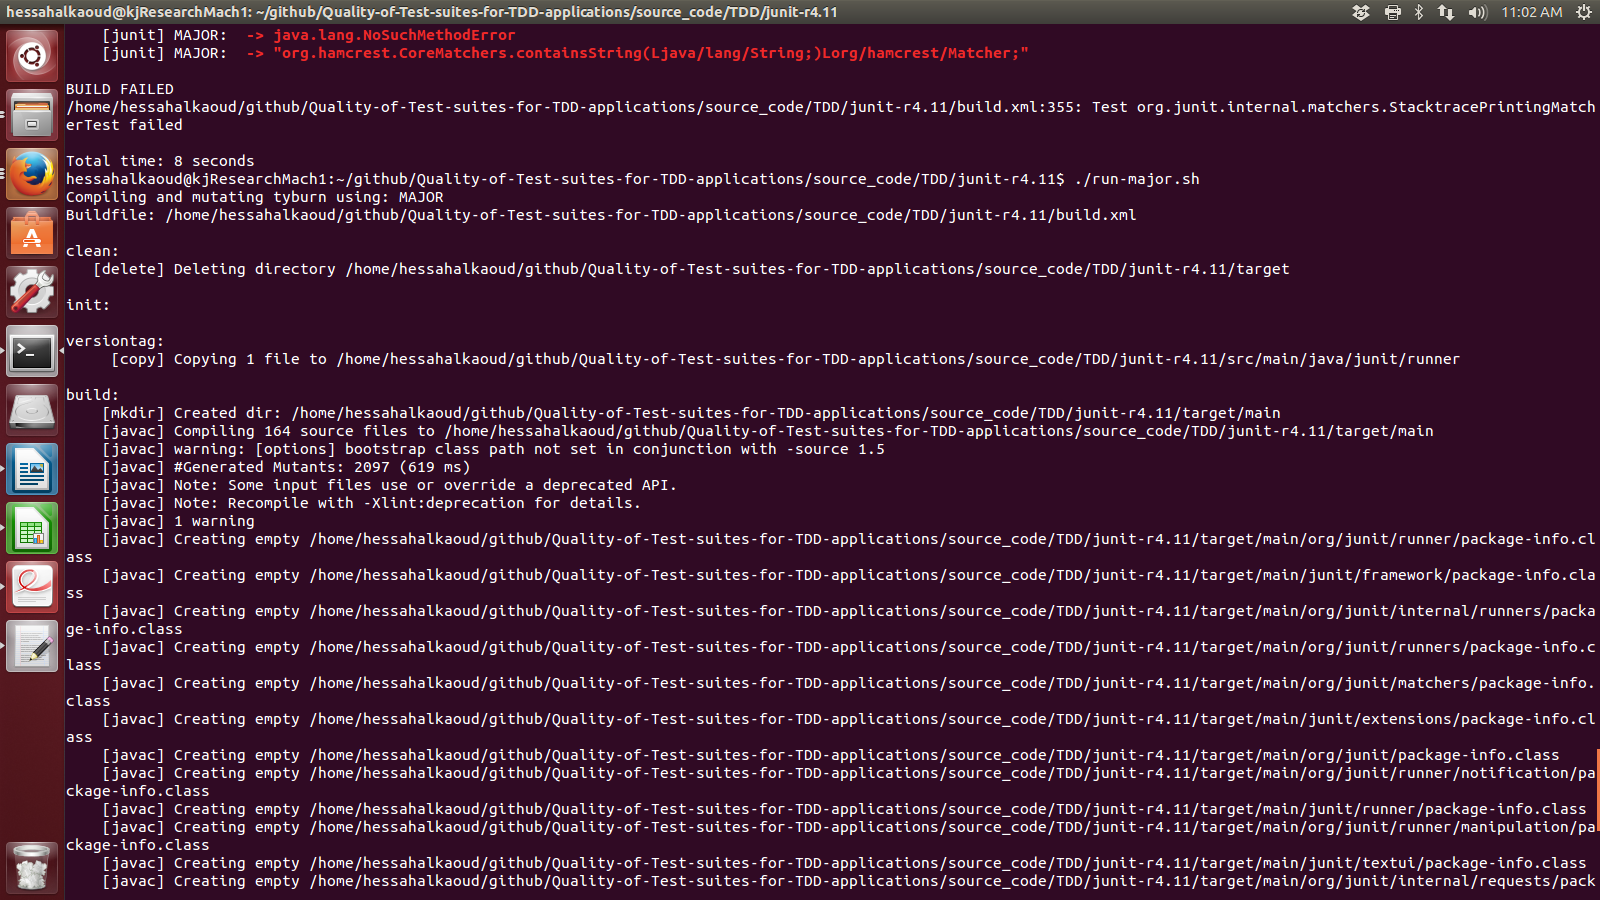 hessahalkaoud@kjResearchMach1: ~/github/Quality-of-Test-suites-for-TDD-applications/source_code/TDD/junit-r4.11
11:02 AM
[junit] MAJOR:  -> java.lang.NoSuchMethodError
[junit] MAJOR:  -> "org.hamcrest.CoreMatchers.containsString(Ljava/lang/String;)Lorg/hamcrest/Matcher;"
BUILD FAILED
/home/hessahalkaoud/github/Quality-of-Test-suites-for-TDD-applications/source_code/TDD/junit-r4.11/build.xml:355: Test org.junit.internal.matchers.StacktracePrintingMatch
erTest failed
Total time: 8 seconds
hessahalkaoud@kjResearchMach1:~/github/Quality-of-Test-suites-for-TDD-applications/source_code/TDD/junit-r4.11$ ./run-major.sh
Compiling and mutating tyburn using: MAJOR
Buildfile: /home/hessahalkaoud/github/Quality-of-Test-suites-for-TDD-applications/source_code/TDD/junit-r4.11/build.xml
clean:
[delete] Deleting directory /home/hessahalkaoud/github/Quality-of-Test-suites-for-TDD-applications/source_code/TDD/junit-r4.11/target
init:
versiontag:
[copy] Copying 1 file to /home/hessahalkaoud/github/Quality-of-Test-suites-for-TDD-applications/source_code/TDD/junit-r4.11/src/main/java/junit/runner
build:
[mkdir] Created dir: /home/hessahalkaoud/github/Quality-of-Test-suites-for-TDD-applications/source_code/TDD/junit-r4.11/target/main
[javac] Compiling 164 source files to /home/hessahalkaoud/github/Quality-of-Test-suites-for-TDD-applications/source_code/TDD/junit-r4.11/target/main
[javac] warning: [options] bootstrap class path not set in conjunction with -source 1.5
[javac] #Generated Mutants: 2097 (619 ms)
[javac] Note: Some input files use or override a deprecated API.
[javac] Note: Recompile with -Xlint:deprecation for details.
[javac] 1 warning
[javac] Creating empty /home/hessahalkaoud/github/Quality-of-Test-suites-for-TDD-applications/source_code/TDD/junit-r4.11/target/main/org/junit/runner/package-info.cl
ass
[javac] Creating empty /home/hessahalkaoud/github/Quality-of-Test-suites-for-TDD-applications/source_code/TDD/junit-r4.11/target/main/junit/framework/package-info.cla
ss
[javac] Creating empty /home/hessahalkaoud/github/Quality-of-Test-suites-for-TDD-applications/source_code/TDD/junit-r4.11/target/main/org/junit/internal/runners/packa
ge-info.class
[javac] Creating empty /home/hessahalkaoud/github/Quality-of-Test-suites-for-TDD-applications/source_code/TDD/junit-r4.11/target/main/org/junit/runners/package-info.c
lass
[javac] Creating empty /home/hessahalkaoud/github/Quality-of-Test-suites-for-TDD-applications/source_code/TDD/junit-r4.11/target/main/org/junit/matchers/package-info.
class
[javac] Creating empty /home/hessahalkaoud/github/Quality-of-Test-suites-for-TDD-applications/source_code/TDD/junit-r4.11/target/main/junit/extensions/package-info.cl
ass
[javac] Creating empty /home/hessahalkaoud/github/Quality-of-Test-suites-for-TDD-applications/source_code/TDD/junit-r4.11/target/main/org/junit/package-info.class
[javac] Creating empty /home/hessahalkaoud/github/Quality-of-Test-suites-for-TDD-applications/source_code/TDD/junit-r4.11/target/main/org/junit/runner/notification/pa
ckage-info.class
[javac] Creating empty /home/hessahalkaoud/github/Quality-of-Test-suites-for-TDD-applications/source_code/TDD/junit-r4.11/target/main/junit/runner/package-info.class
[javac] Creating empty /home/hessahalkaoud/github/Quality-of-Test-suites-for-TDD-applications/source_code/TDD/junit-r4.11/target/main/org/junit/runner/manipulation/pa
ckage-info.class
[javac] Creating empty /home/hessahalkaoud/github/Quality-of-Test-suites-for-TDD-applications/source_code/TDD/junit-r4.11/target/main/junit/textui/package-info.class
[javac] Creating empty /home/hessahalkaoud/github/Quality-of-Test-suites-for-TDD-applications/source_code/TDD/junit-r4.11/target/main/org/junit/internal/requests/pack